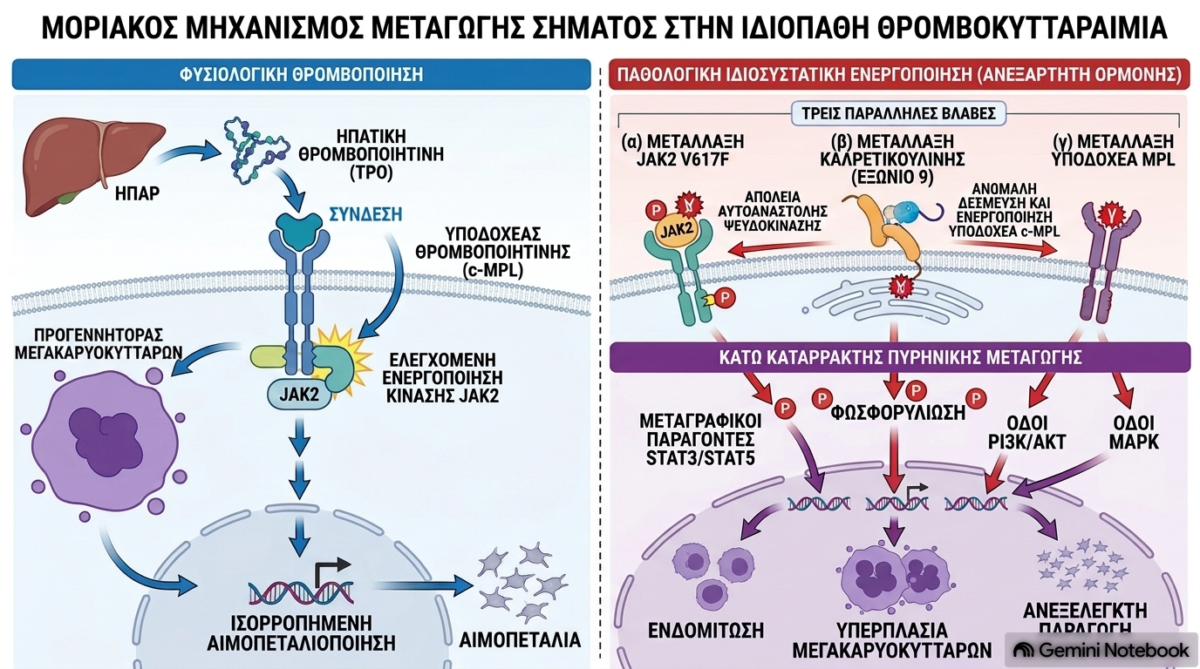 ΜΟΡΙΑΚΟΣ ΜΗΧΑΝΙΣΜΟΣ ΜΕΤΑΓΩΓΗΣ ΣΗΜΑΤΟΣ ΣΤΗΝ ΙΔΙΟΠΑΘΗ ΘΡΟΜΒΟΚΥΤΤΑΡΑΙΜΙΑ
ΦΥΣΙΟΛΟΓΙΚΗ ΘΡΟΜΒΟΠΟΙΗΣΗ
ΗΠΑΡ
ΗΠΑΤΙΚΗ
ΘΡΟΜΒΟΠΟΙΗΤΙΝΗ
(TPO)
ΣΥΝΔΕΣΗ
ΥΠΟΔΟΧΕΑΣ
ΘΡΟΜΒΟΠΟΙΗΤΙΝΗΣ
(c-MPL)
ΠΡΟΓΕΝΝΗΤΟΡΑΣ
ΜΕΓΑΚΑΡΥΟΚΥΤΤΑΡΩΝ
JAK2
ΕΛΕΓΧΟΜΕΝΗ
ΕΝΕΡΓΟΠΟΙΗΣΗ
ΚΙΝΑΣΗΣ JAK2
ΙΣΟΡΡΟΠΗΜΕΝΗ
ΑΙΜΟΠΕΤΑΛΙΟΠΟΙΗΣΗ
ΑΙΜΟΠΕΤΑΛΙΑ
ΠΑΘΟΛΟΓΙΚΗ ΙΔΙΟΣΥΣΤΑΤΙΚΗ ΕΝΕΡΓΟΠΟΙΗΣΗ (ΑΝΕΞΑΡΤΗΤΗ ΟΡΜΟΝΗΣ)
ΤΡΕΙΣ ΠΑΡΑΛΛΗΛΕΣ ΒΛΑΒΕΣ
(α) ΜΕΤΑΛΛΑΞΗ
JAK2 V617F
(β) ΜΕΤΑΛΛΑΞΗ
ΚΑΛΡΕΤΙΚΟΥΛΙΝΗΣ
(ΕΞΩΝΙΟ 9)
(γ) ΜΕΤΑΛΛΑΞΗ
ΥΠΟΔΟΧΕΑ MPL
P
JAK2
P
ΑΠΩΛΕΙΑ
ΑΥΤΟΑΝΑΣΤΟΛΗΣ
ΨΕΥΔΟΚΙΝΑΖΗΣ
ΑΝΩΜΑΛΗ
ΔΕΣΜΕΥΣΗ ΚΑΙ
ΕΝΕΡΓΟΠΟΙΗΣΗ
ΥΠΟΔΟΧΕΑ c-MPL
γ
ΚΑΤΩ ΚΑΤΑΡΡΑΚΤΗΣ ΠΥΡΗΝΙΚΗΣ ΜΕΤΑΓΩΓΗΣ
ΜΕΤΑΓΡΑΦΙΚΟΙ
ΠΑΡΑΓΟΝΤΕΣ
STAT3/STAT5
P
P
P
P
ΦΩΣΦΟΡΥΛΙΩΣΗ
ΟΔΟΙ
PI3K/AKT
ΟΔΟΙ
MAPK
ΕΝΔΟΜΙΤΩΣΗ
ΥΠΕΡΠΛΑΣΙΑ
ΜΕΓΑΚΑΡΥΟΚΥΤΤΑΡΩΝ
ΑΝΕΞΕΛΕΓΚΤΗ
ΠΑΡΑΓΩΓΗ
Gemini Notebook